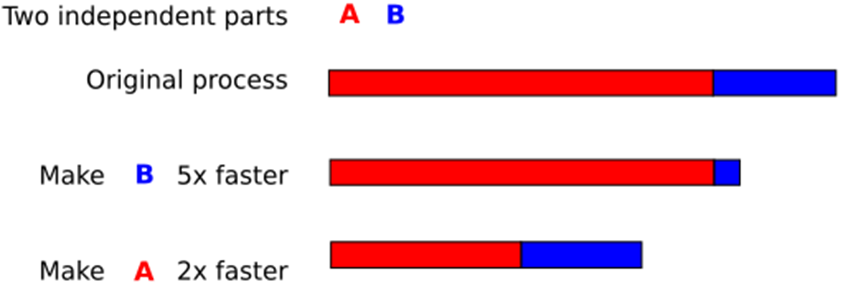 Two independent parts A B
Original process
Make B 5x faster
Make A 2x faster